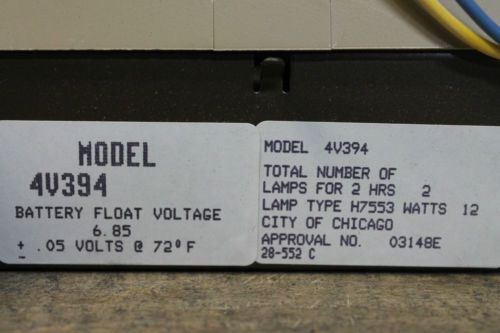 MODEL
4V394
BATTERY FLOAT VOLTAGE
6.85
± .05 VOLTS @ 72°F
MODEL 4V394
TOTAL NUMBER OF
LAMPS FOR 2 HRS 2
LAMP TYPE H7553 WATTS 12
CITY OF CHICAGO
APPROVAL NO. 03148E
28-552 C